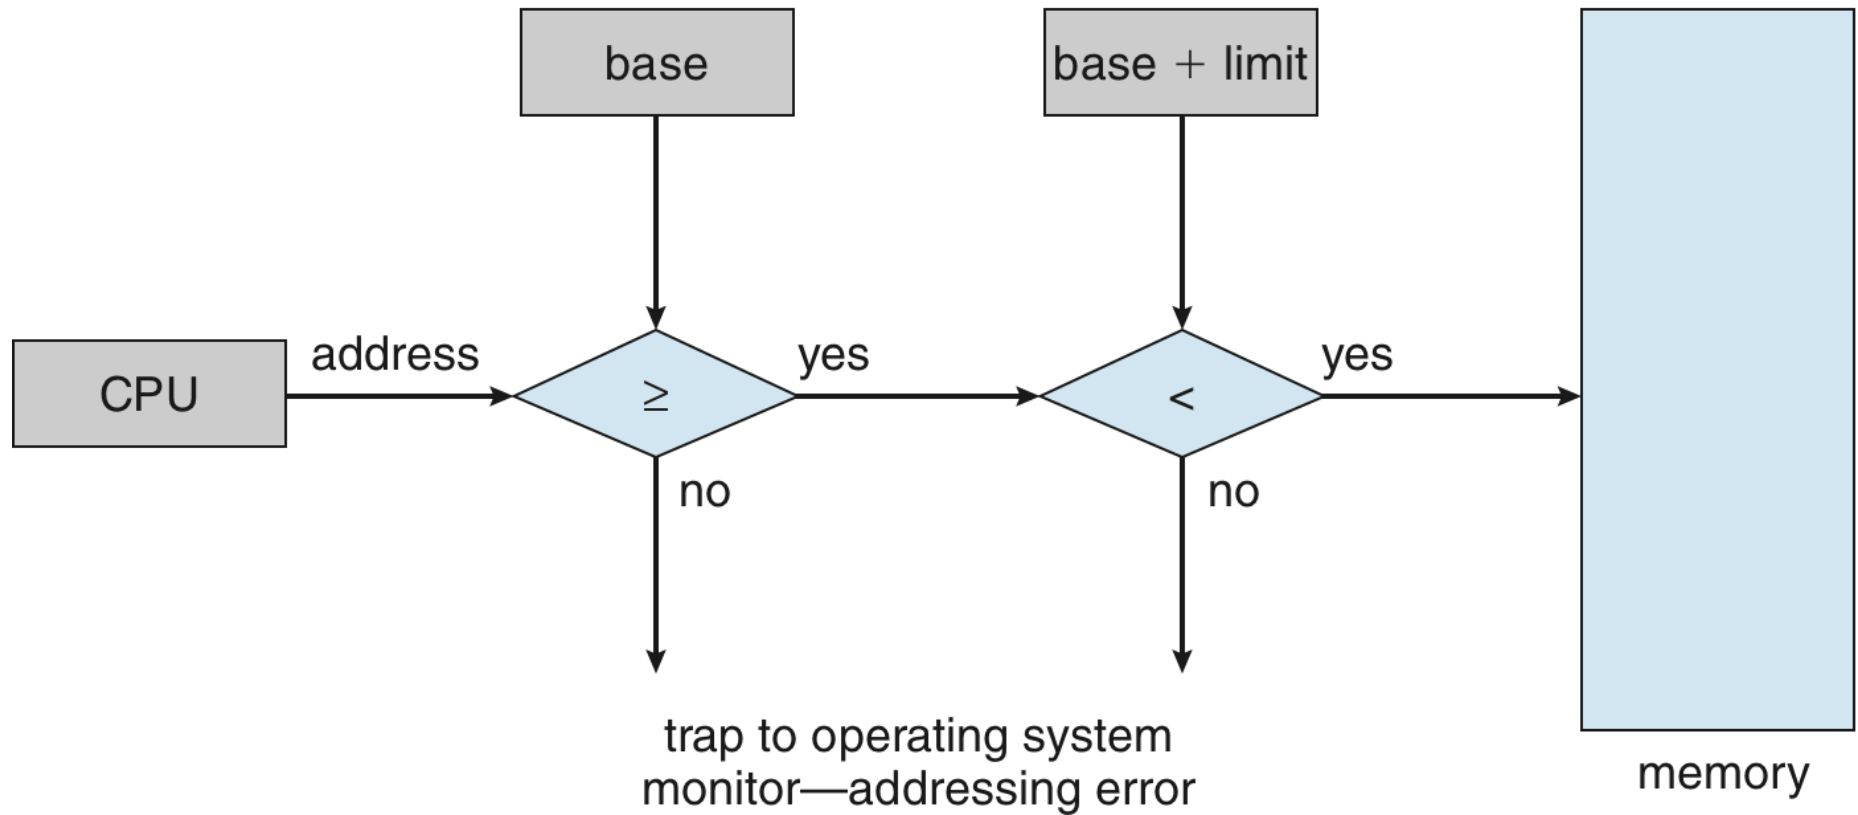 base
base + limit
CPU
address
≥
yes
<
yes
no
no
trap to operating system
monitor—addressing error
memory